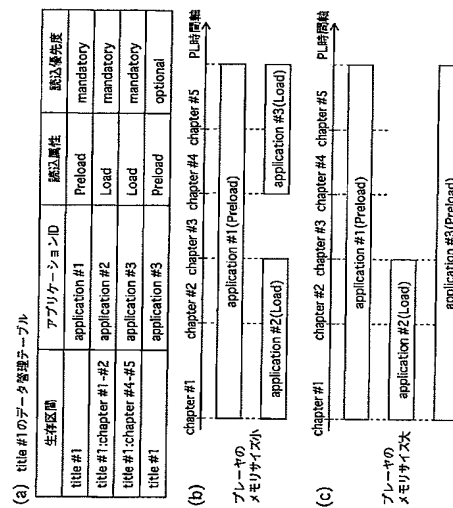 (a) title #1のデータ管理テーブル
生存区間 アプリケーションID 読込属性 読込優先度
title #1 application #1 Preload mandatory
title #1:chapter #1-#2 application #2 Load mandatory
title #1:chapter #4-#5 application #3 Load mandatory
title #1 application #3 Preload optional
(b)
chapter #1 chapter #2 chapter #3 chapter #4 chapter #5 PL時間軸
プレーヤの
メモリサイズ小
application #1(Preload)
application #2(Load)
application #3(Load)
(c)
chapter #1 chapter #2 chapter #3 chapter #4 chapter #5 PL時間軸
プレーヤの
メモリサイズ大
application #1(Preload)
application #2(Load)
application #3(Preload)